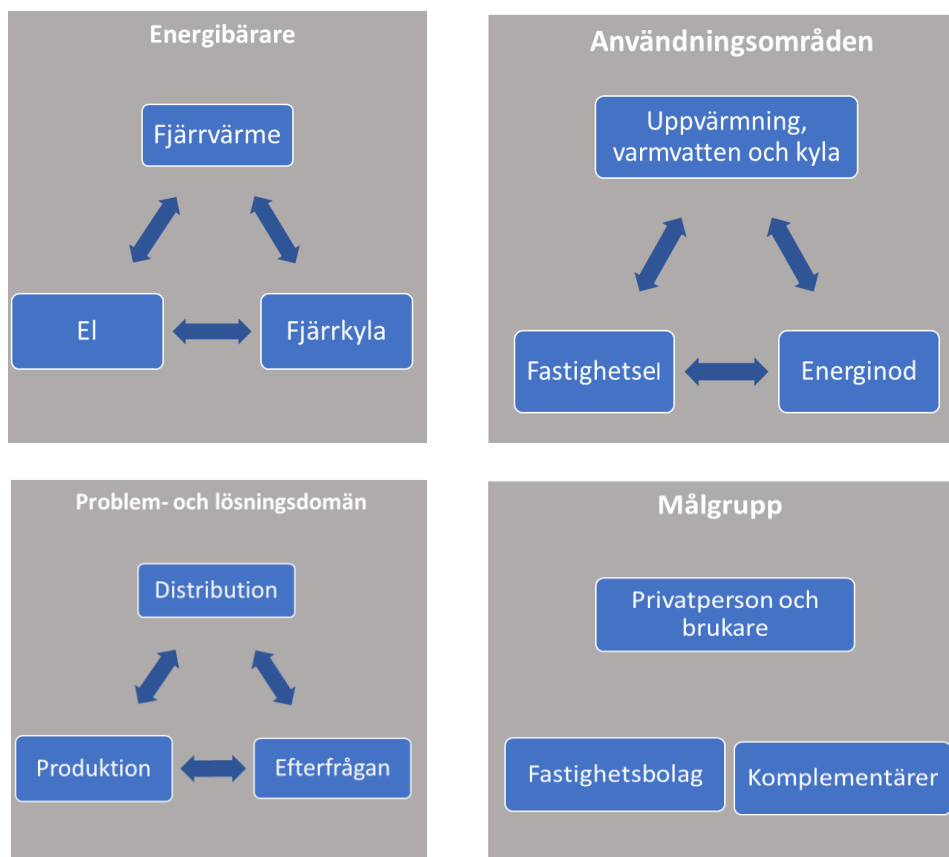 Energibärare
Fjärrvärme
El
Fjärrkyla
Användningsområden
Uppvärmning,
varmvatten och kyla
Fastighetsel
Energinod
Problem- och lösningsdomän
Distribution
Produktion
Efterfrågan
Målgrupp
Privatperson och
brukare
Fastighetsbolag
Komplementärer